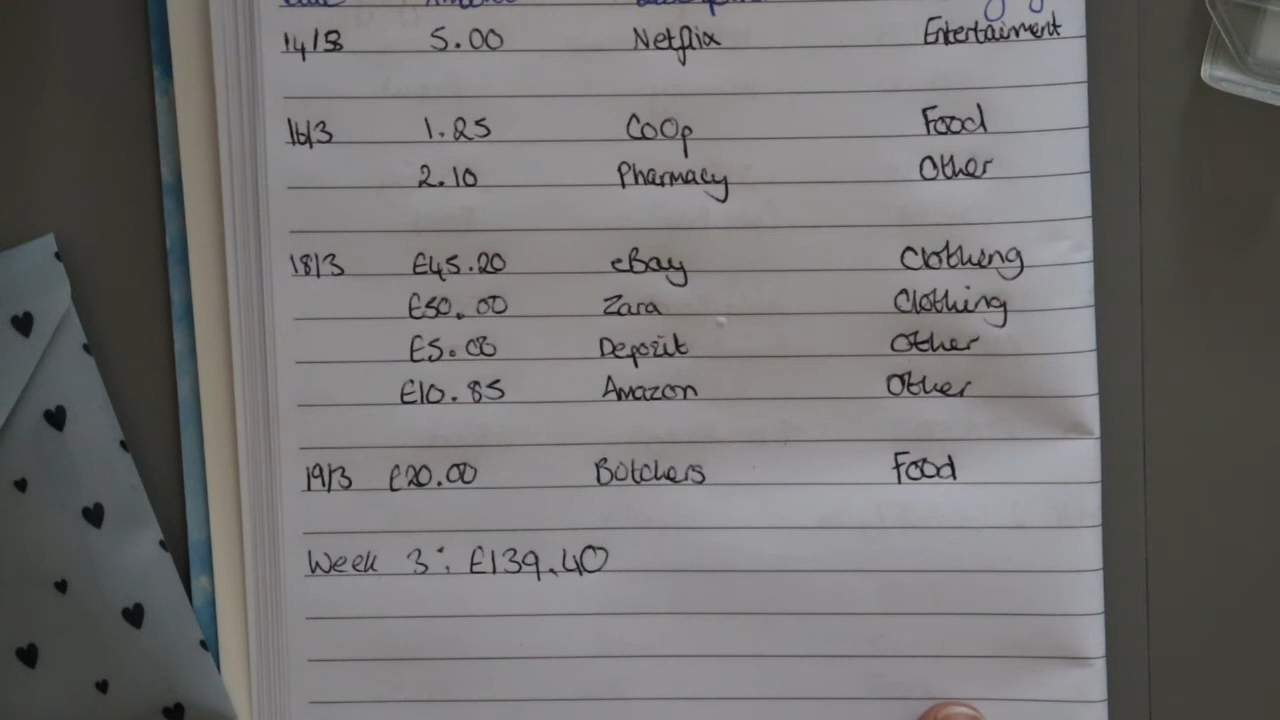 14/3 5.00 Netflix Entertainment
16/3 1.25 CoOp Food
2.10 Pharmacy Other
18/3 £45.20 eBay Clothing
£50.00 Zara Clothing
£5.00 Deposit Other
£10.85 Amazon Other
19/3 £20.00 Butchers Food
Week 3: £139.40